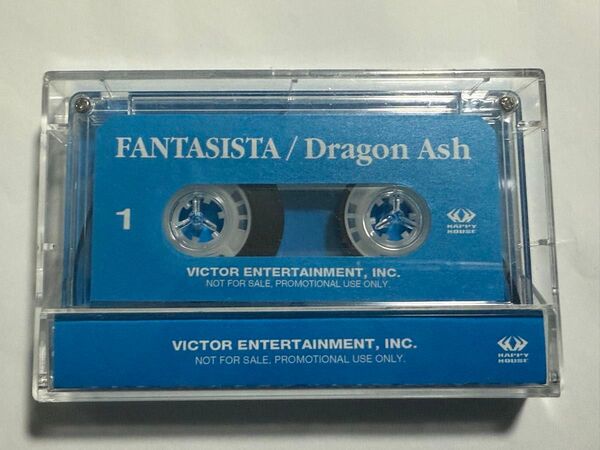 FANTASISTA / Dragon Ash
1
HAPPY
HOUSE
VICTOR ENTERTAINMENT, INC.
NOT FOR SALE, PROMOTIONAL USE ONLY.
VICTOR ENTERTAINMENT, INC.
NOT FOR SALE, PROMOTIONAL USE ONLY.
HAPPY
HOUSE